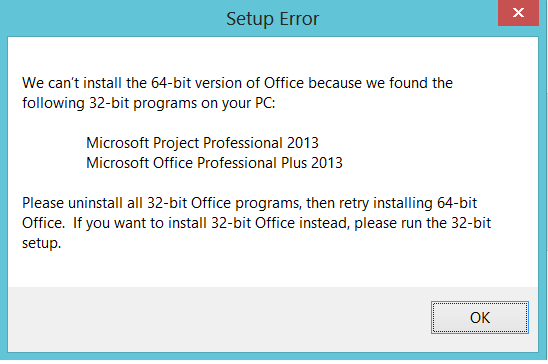 Setup Error
We can't install the 64-bit version of Office because we found the
following 32-bit programs on your PC:
Microsoft Project Professional 2013
Microsoft Office Professional Plus 2013
Please uninstall all 32-bit Office programs, then retry installing 64-bit
Office.  If you want to install 32-bit Office instead, please run the 32-bit
setup.
OK